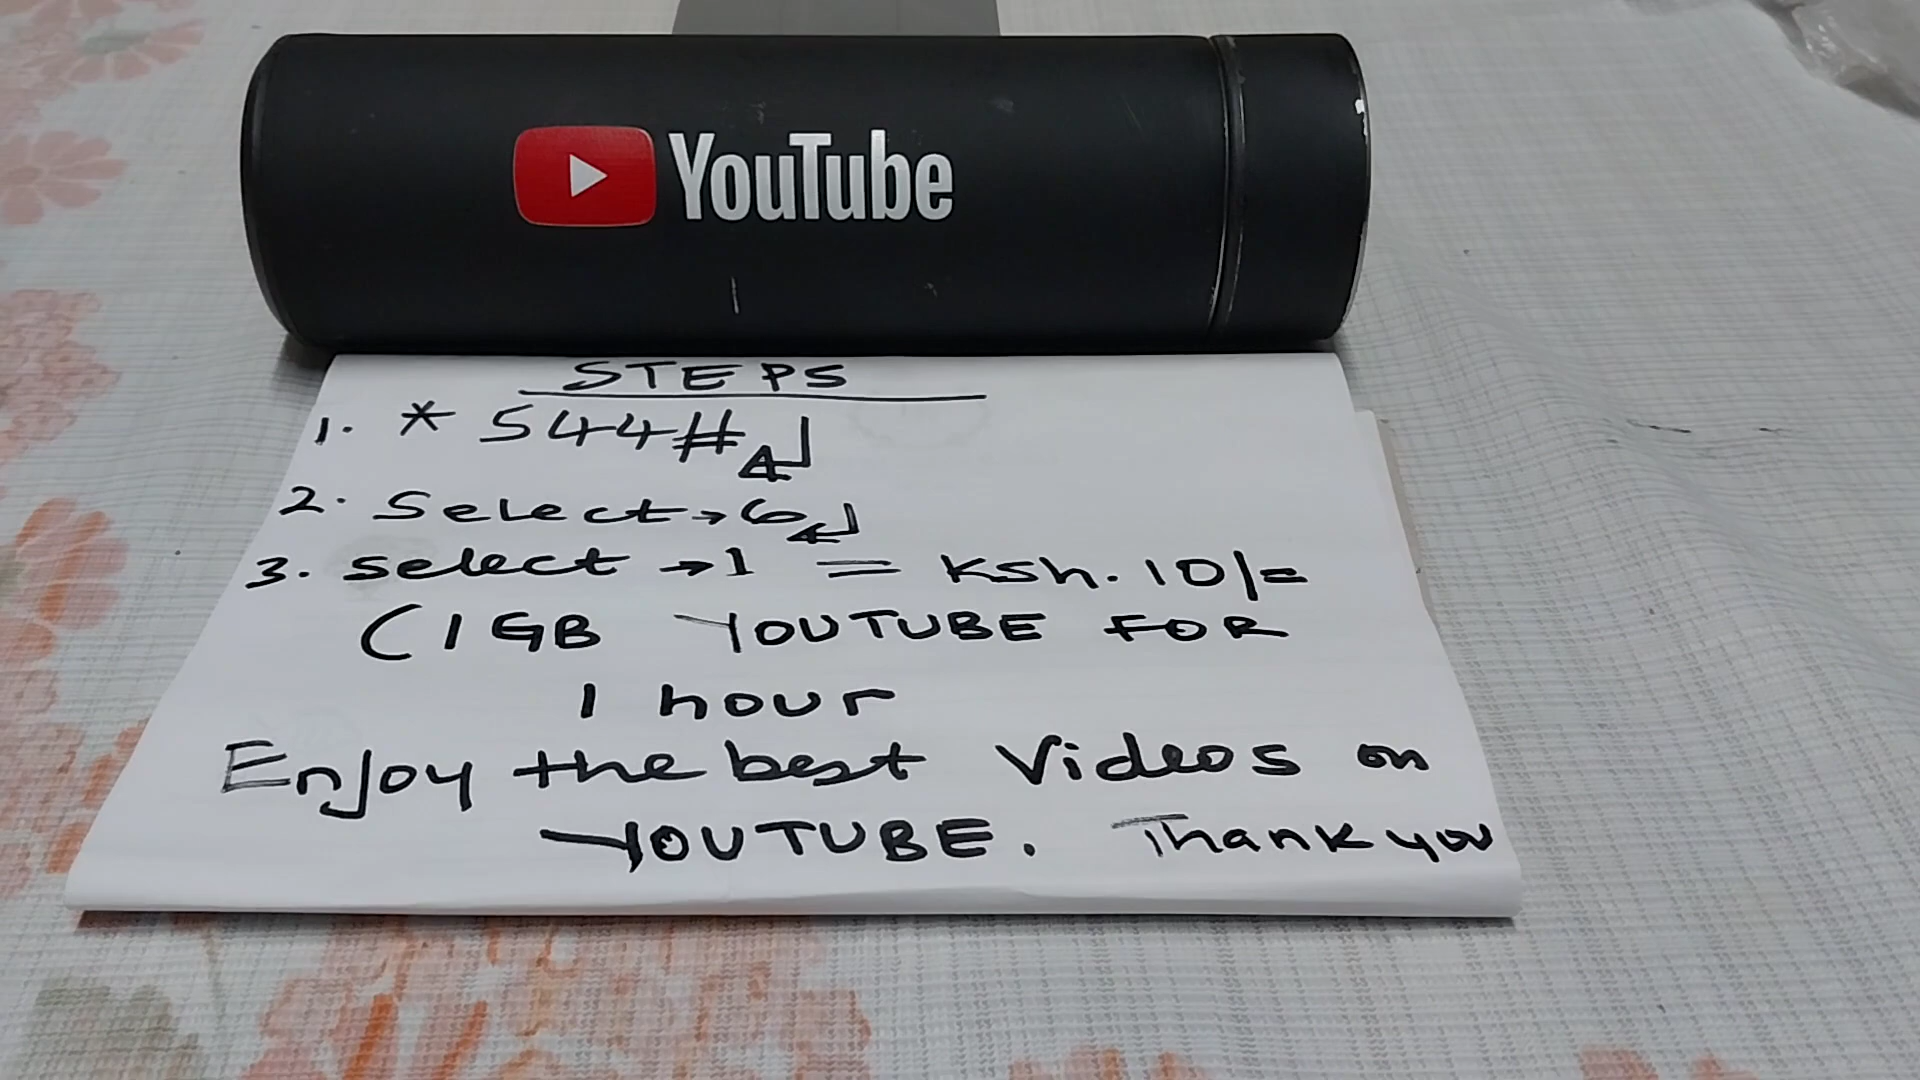 YouTube
STEPS
1. *544#↲
2. Select→6↲
3. select →1 = Ksh.10/=
(1GB YOUTUBE FOR
1 hour
Enjoy the best Videos on
YOUTUBE. Thank you